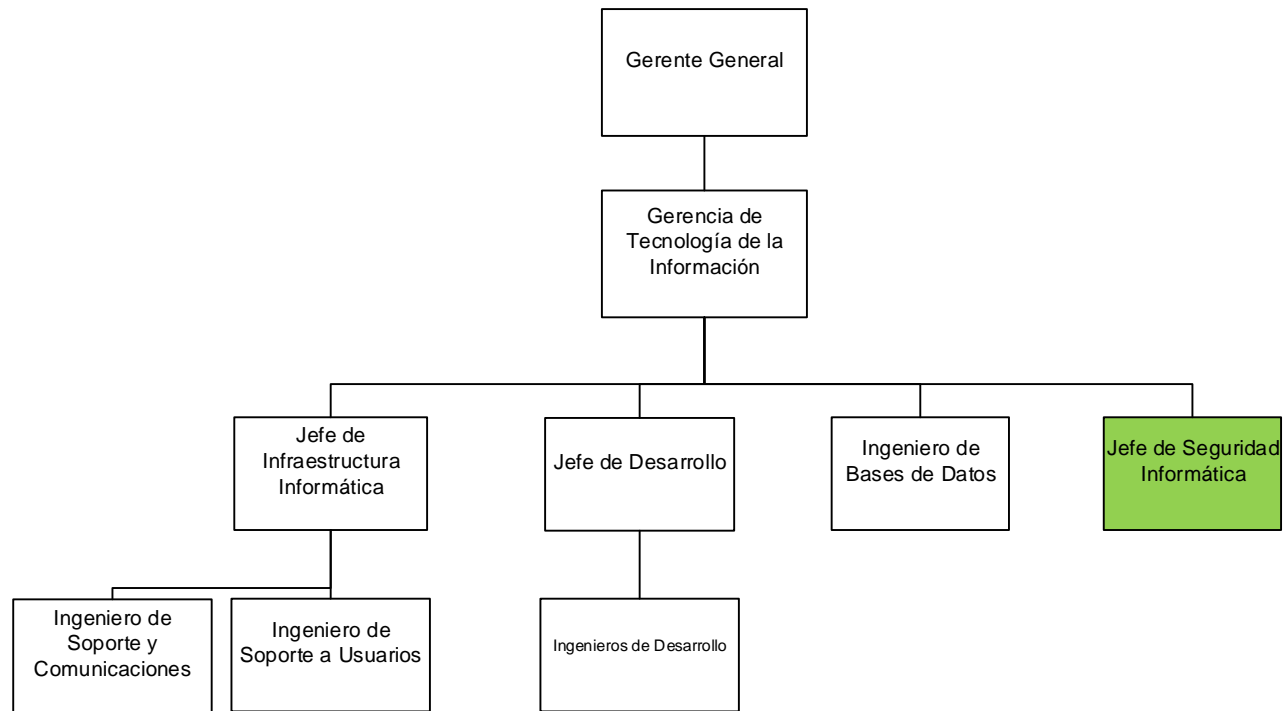 Gerente General
Gerencia de
Tecnología de la
Información
Jefe de
Infraestructura
Informática
Jefe de Desarrollo
Ingeniero de
Bases de Datos
Jefe de Seguridad
Informática
Ingeniero de
Soporte y
Comunicaciones
Ingeniero de
Soporte a Usuarios
Ingenieros de Desarrollo